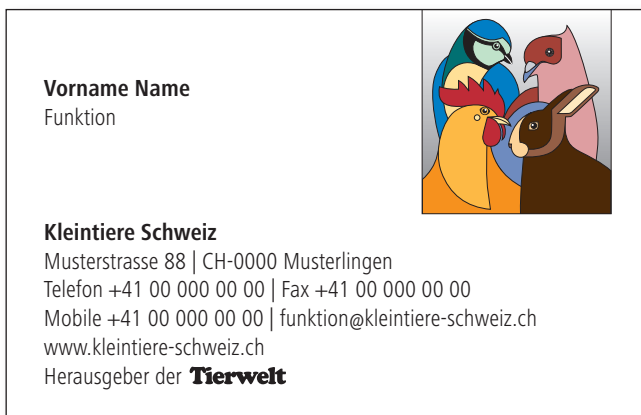 Vorname Name
Funktion
Kleintiere Schweiz
Musterstrasse 88 | CH-0000 Musterlingen
Telefon +41 00 000 00 00 | Fax +41 00 000 00 00
Mobile +41 00 000 00 00 | funktion@kleintiere-schweiz.ch
www.kleintiere-schweiz.ch
Herausgeber der Tierwelt